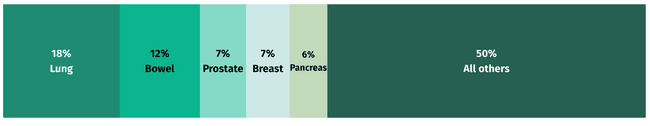 18%
Lung
12%
Bowel
7%
Prostate
7%
Breast
6%
Pancreas
50%
All others